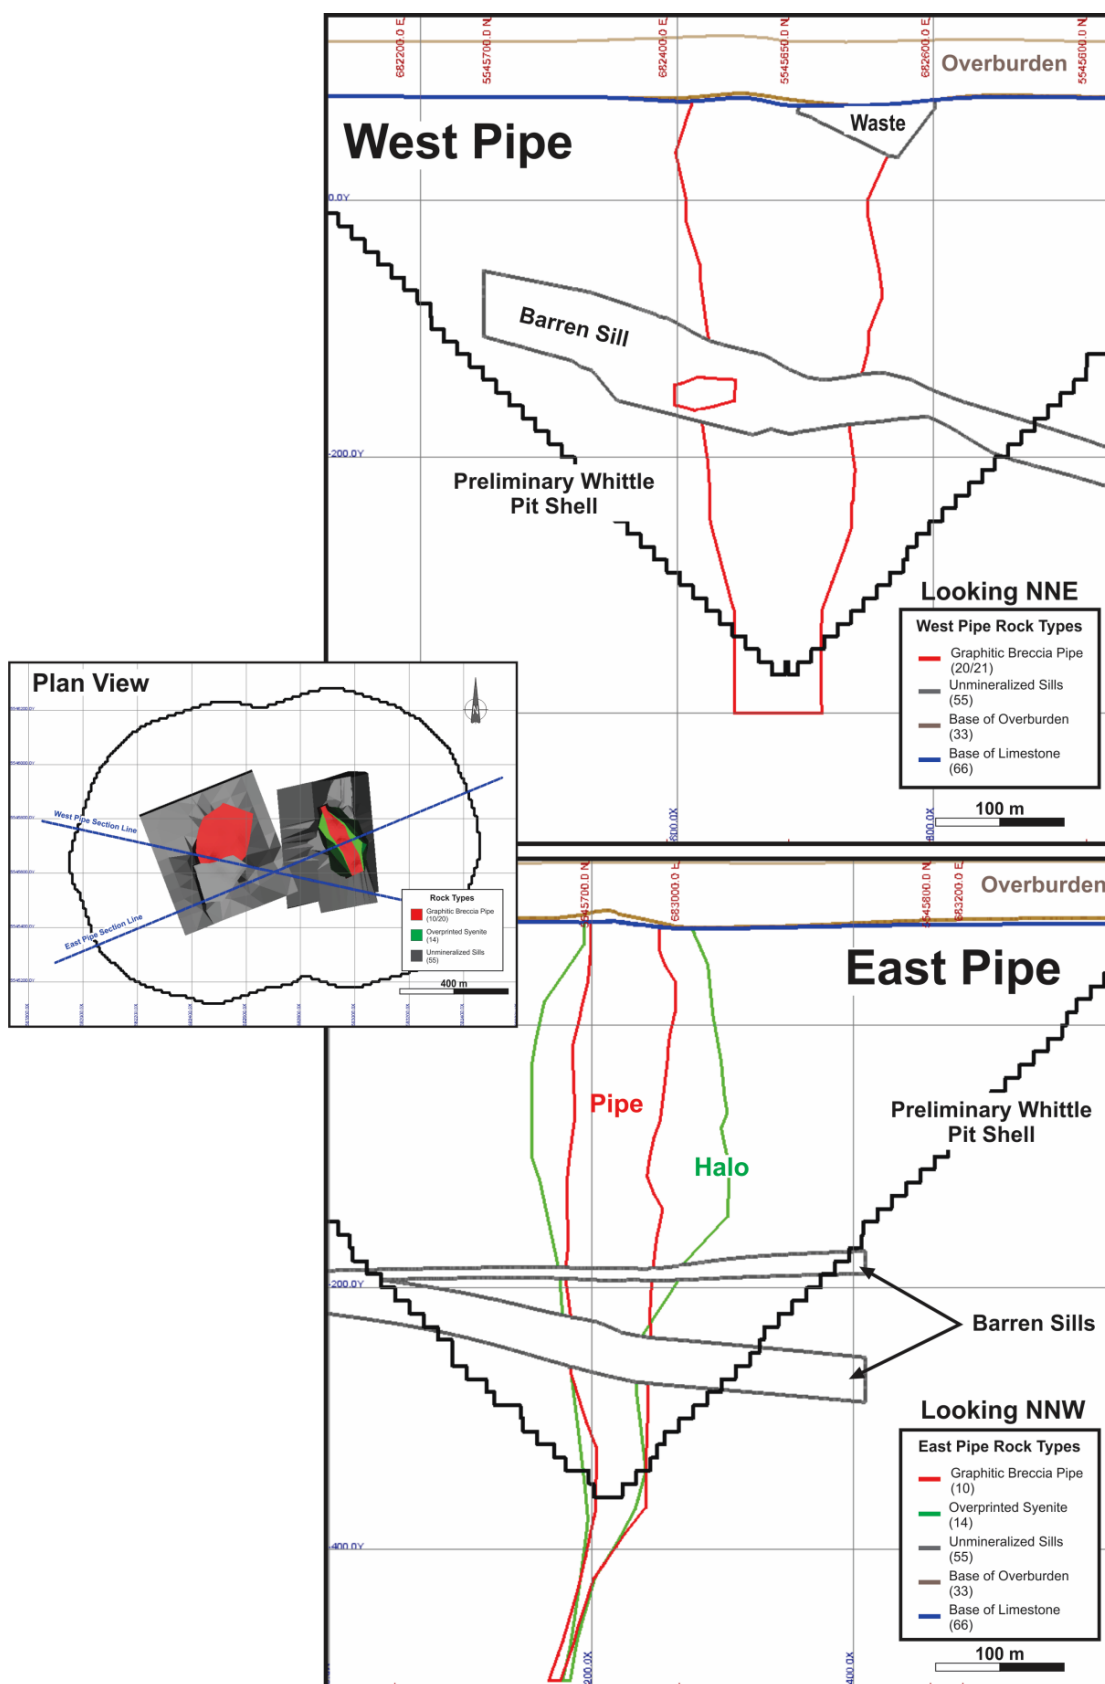 682200.0 E
5545700.0 N
682400.0 E
5545650.0 N
682600.0 E
5545600.0 N
Overburden
West Pipe
Waste
0.0Y
Barren Sill
-200.0Y
Preliminary Whittle
Pit Shell
Looking NNE
West Pipe Rock Types
Graphitic Breccia Pipe
(20/21)
Unmineralized Sills
(55)
Base of Overburden
(33)
Base of Limestone
(66)
100 m
Plan View
West Pipe Section Line
East Pipe Section Line
Rock Types
Graphitic Breccia Pipe
(10/20)
Overprinted Syenite
(14)
Unmineralized Sills
(55)
400 m
683000.0 E
683200.0 E
Overburden
East Pipe
Pipe
Halo
Preliminary Whittle
Pit Shell
-200.0Y
Barren Sills
Looking NNW
East Pipe Rock Types
Graphitic Breccia Pipe
(10)
Overprinted Syenite
(14)
Unmineralized Sills
(55)
Base of Overburden
(33)
Base of Limestone
(66)
-400.0Y
100 m